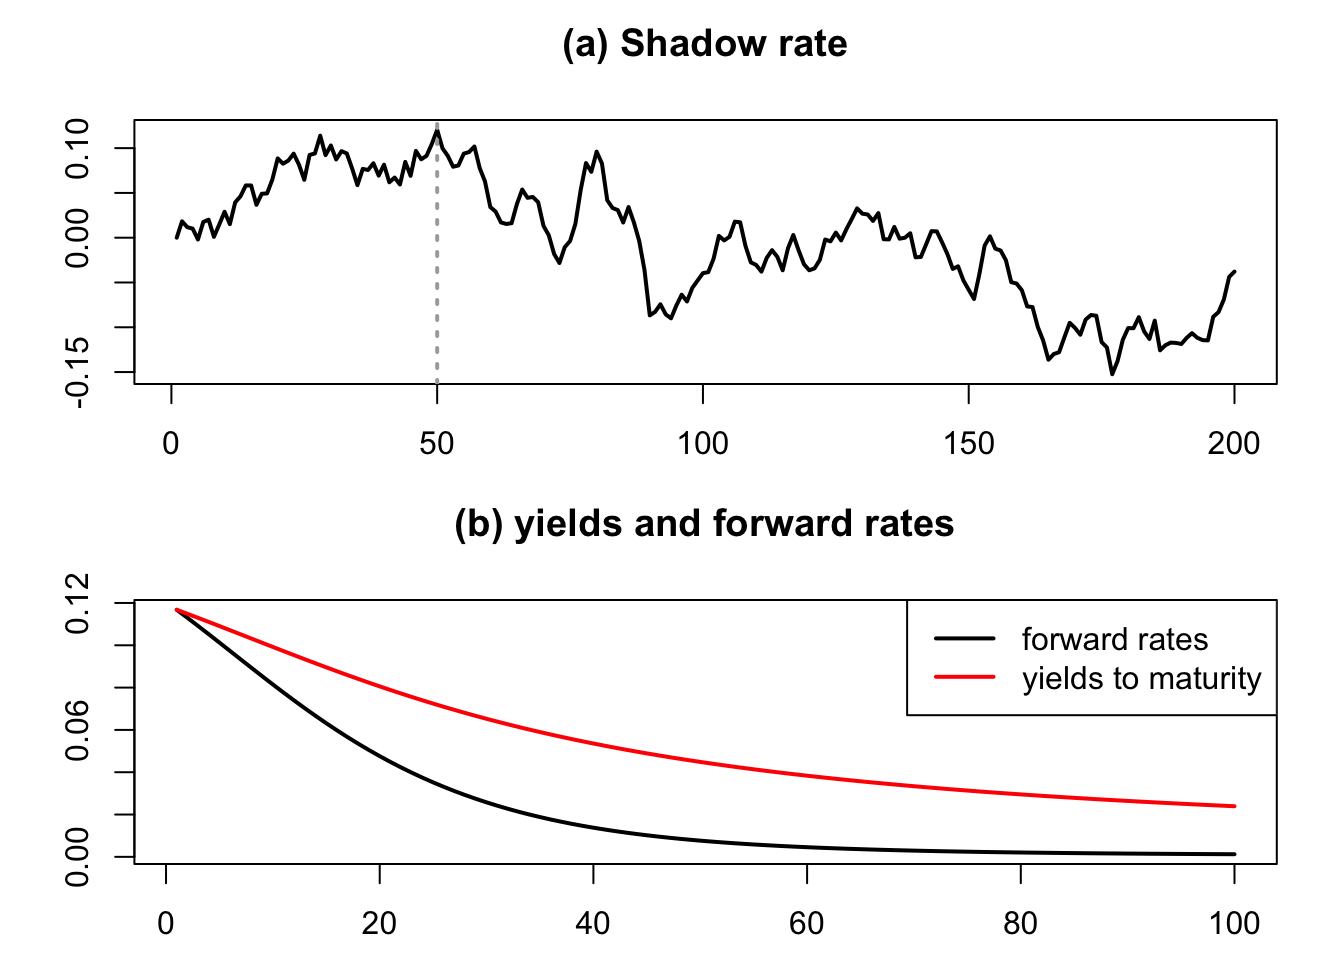 (a) Shadow rate
0.10
0.00
-0.15
0 50 100 150 200
(b) yields and forward rates
0.12
0.06
0.00
forward rates
yields to maturity
0 20 40 60 80 100